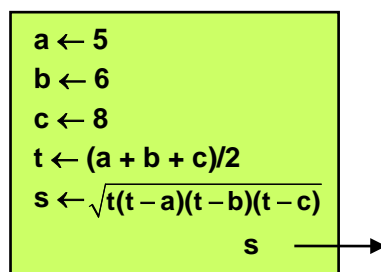 a ← 5
b ← 6
c ← 8
t ← (a + b + c)/2
s ← √t(t – a)(t – b)(t – c)
s